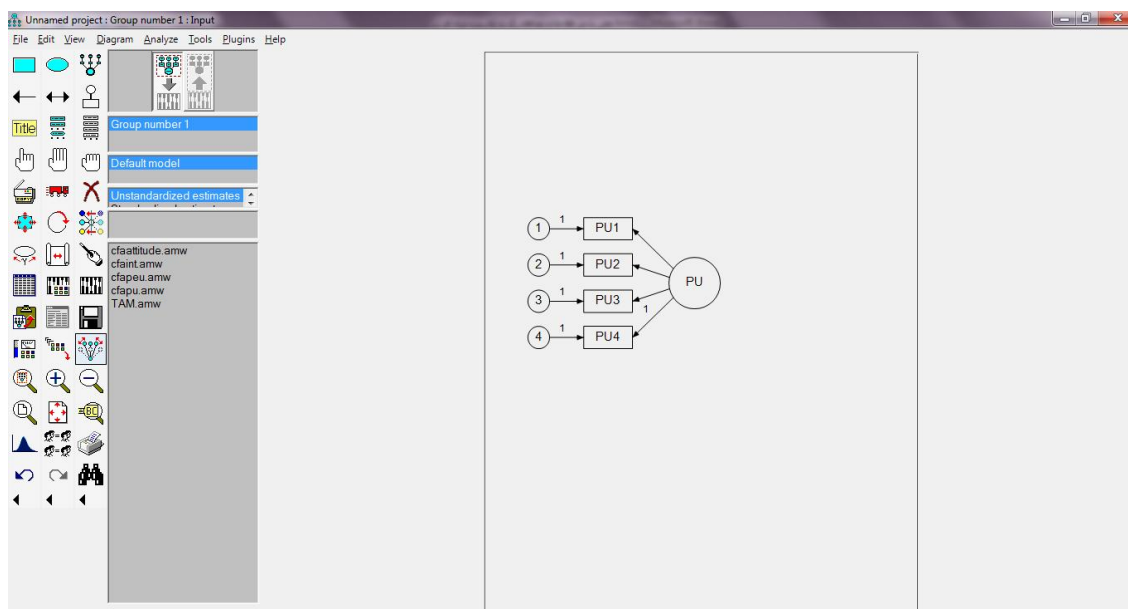 Unnamed project : Group number 1 : Input
File Edit View Diagram Analyze Tools Plugins Help
Title
Group number 1
Default model
Unstandardized estimates
cfaattitude.amw
cfaint.amw
cfapeu.amw
cfapu.amw
TAM.amw
1 1 PU1
2 1 PU2
PU
3 1 PU3
1
4 1 PU4